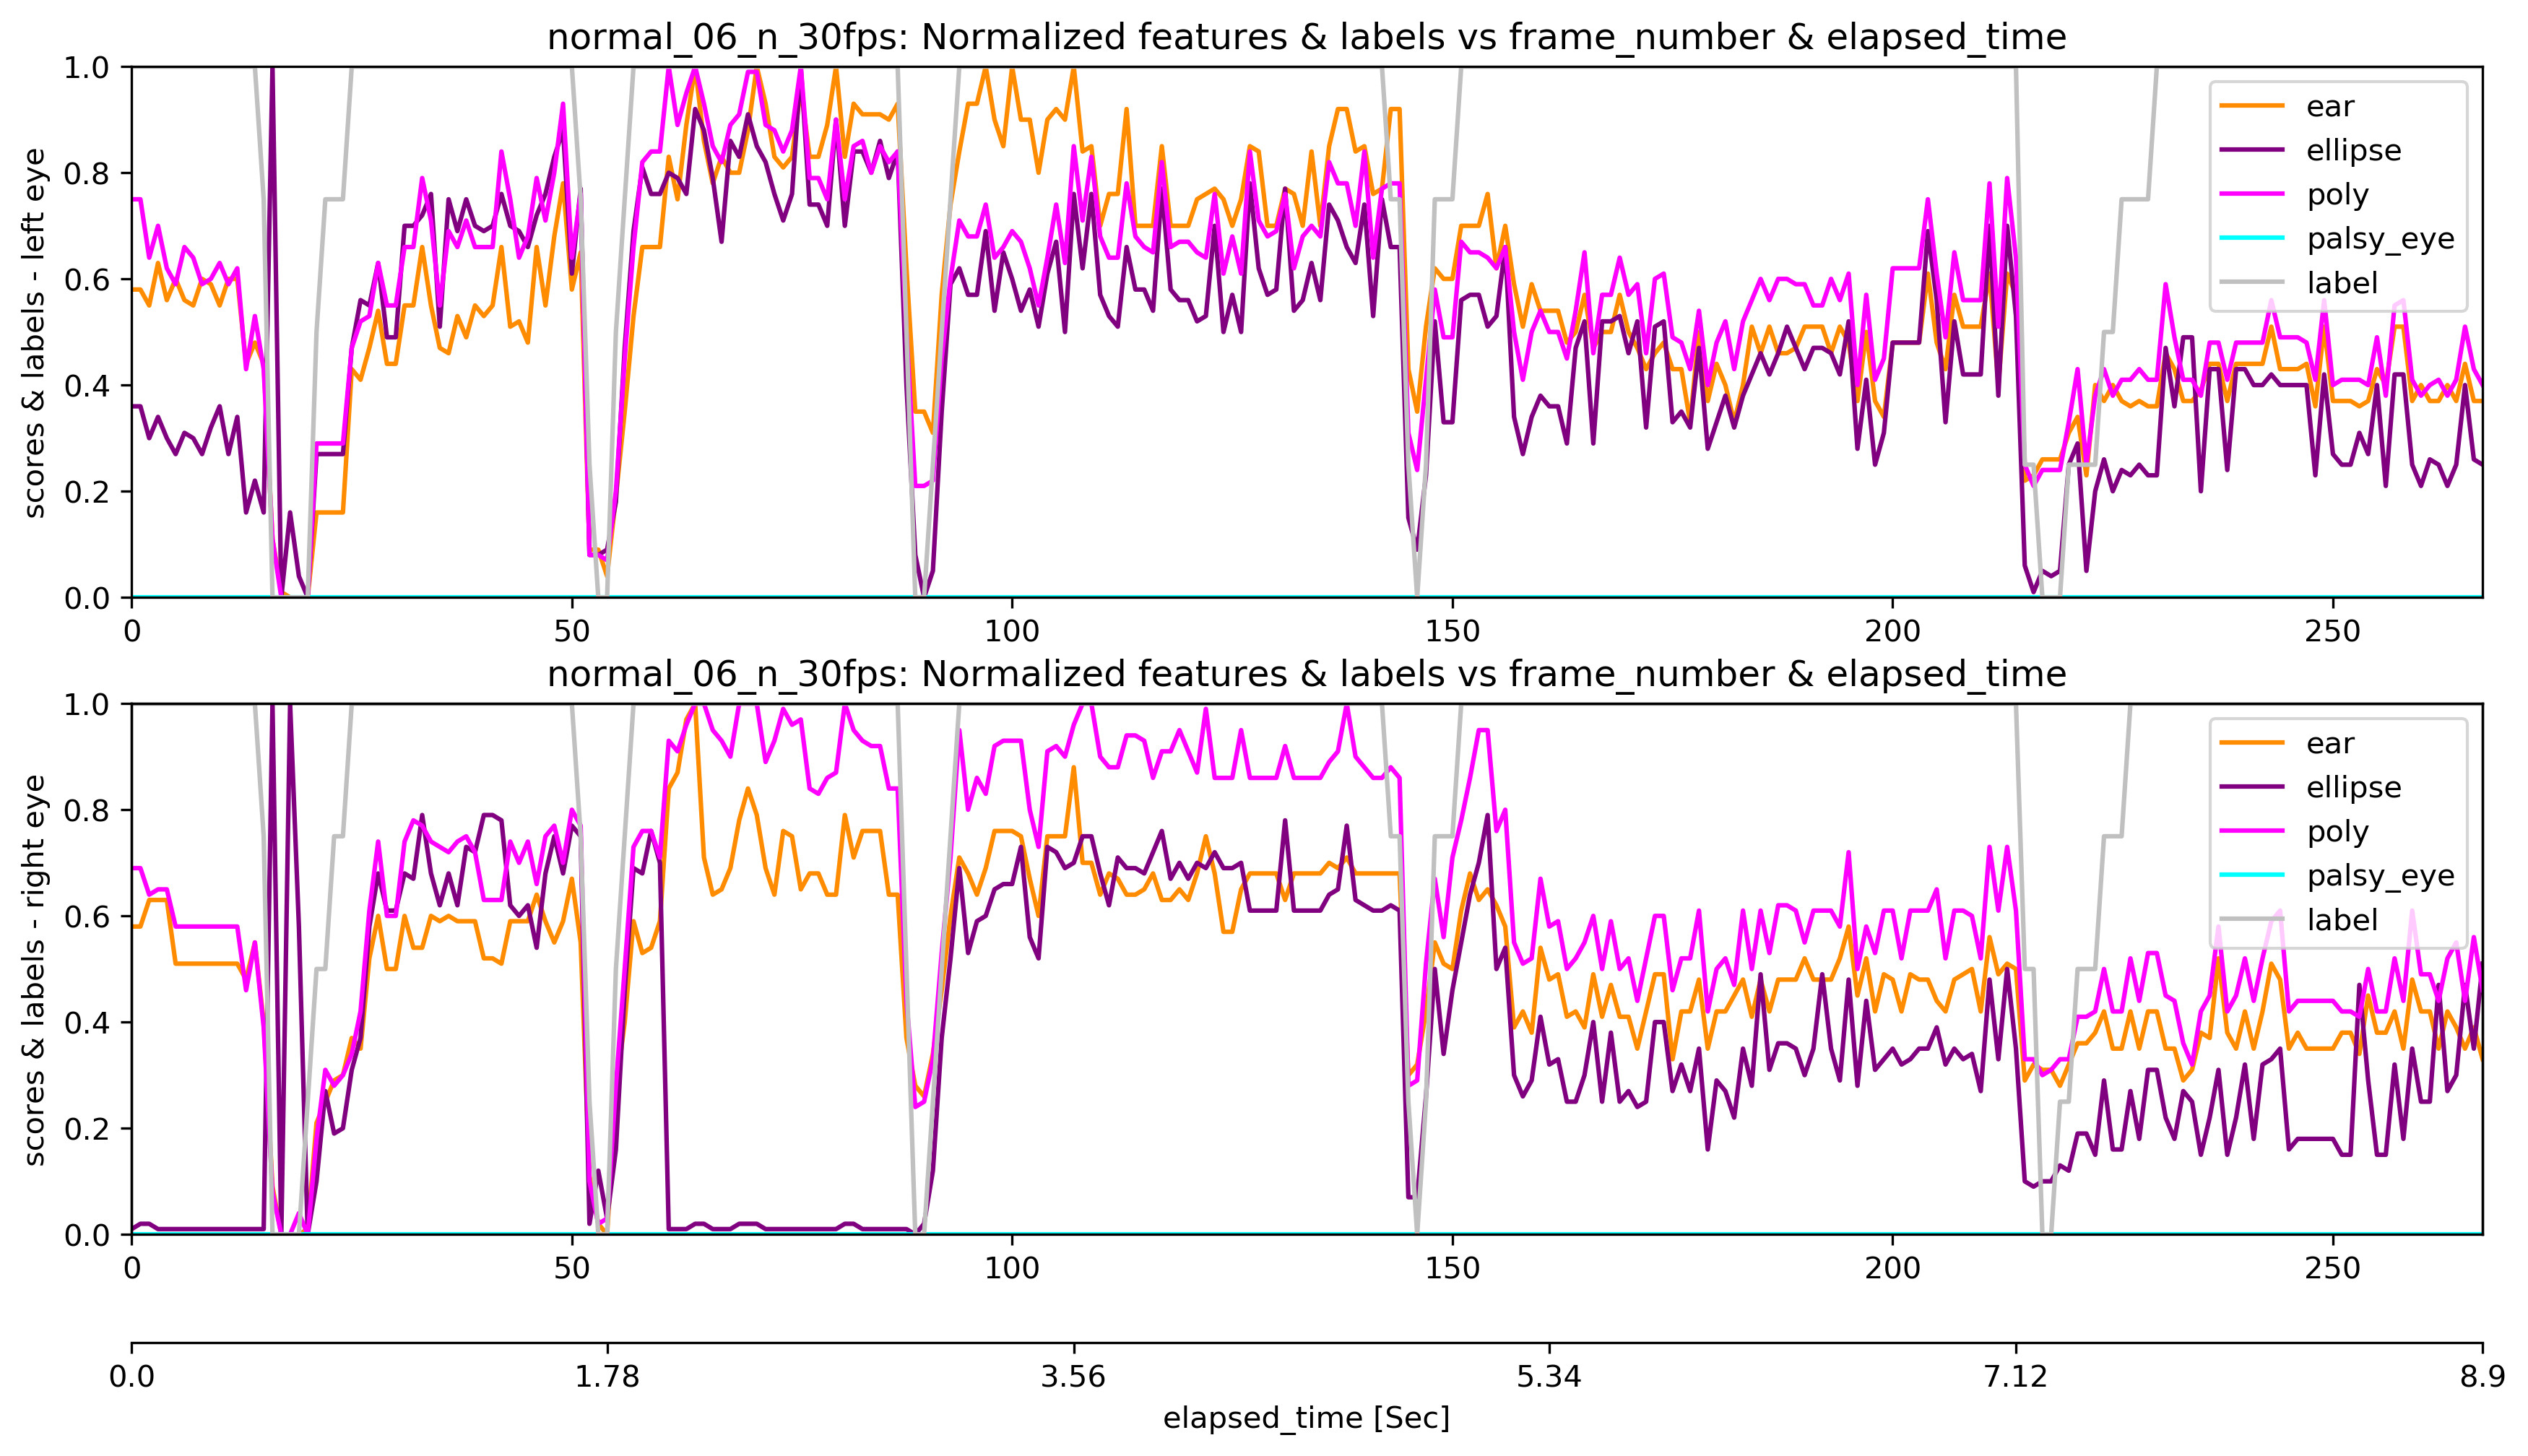 normal_06_n_30fps: Normalized features & labels vs frame_number & elapsed_time
scores & labels - left eye
1.0
0.8
0.6
0.4
0.2
0.0
0 50 100 150 200 250
ear
ellipse
poly
palsy_eye
label
normal_06_n_30fps: Normalized features & labels vs frame_number & elapsed_time
scores & labels - right eye
1.0
0.8
0.6
0.4
0.2
0.0
0 50 100 150 200 250
ear
ellipse
poly
palsy_eye
label
0.0 1.78 3.56 5.34 7.12 8.9
elapsed_time [Sec]